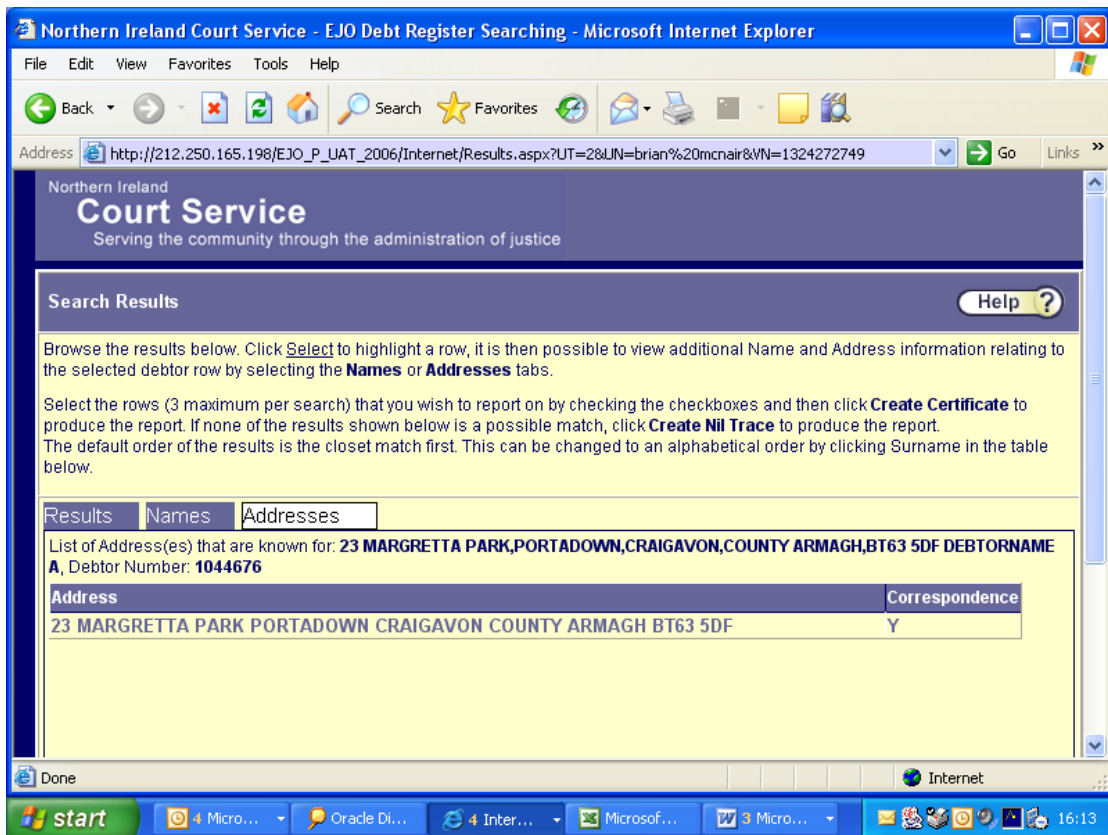 Northern Ireland Court Service - EJO Debt Register Searching - Microsoft Internet Explorer
File Edit View Favorites Tools Help
Back Search Favorites
Address http://212.250.165.198/EJO_P_UAT_2006/Internet/Results.aspx?UT=2&UN=brian%20mcnair&VN=1324272749 Go Links »
Northern Ireland
Court Service
Serving the community through the administration of justice
Search Results Help ?
Browse the results below. Click Select to highlight a row, it is then possible to view additional Name and Address information relating to
the selected debtor row by selecting the Names or Addresses tabs.
Select the rows (3 maximum per search) that you wish to report on by checking the checkboxes and then click Create Certificate to
produce the report. If none of the results shown below is a possible match, click Create Nil Trace to produce the report.
The default order of the results is the closet match first. This can be changed to an alphabetical order by clicking Surname in the table
below.
Results Names Addresses
List of Address(es) that are known for: 23 MARGRETTA PARK,PORTADOWN,CRAIGAVON,COUNTY ARMAGH,BT63 5DF DEBTORNAME
A, Debtor Number: 1044676
Address Correspondence
23 MARGRETTA PARK PORTADOWN CRAIGAVON COUNTY ARMAGH BT63 5DF Y
Done Internet
start 4 Micro... Oracle Di... 4 Inter... Microsof... 3 Micro... 16:13